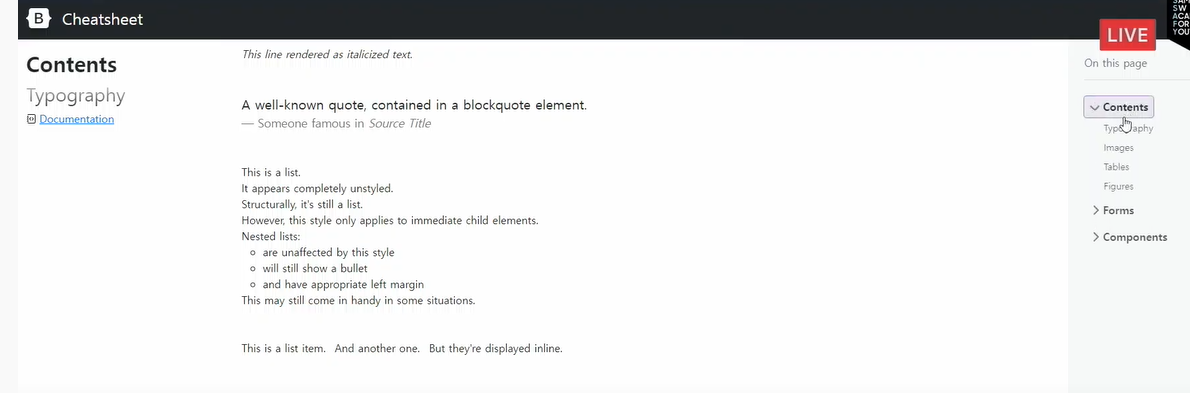 B Cheatsheet
SW
ACA
FOR
YOU
LIVE
Contents
Typography
Documentation
This line rendered as italicized text.
A well-known quote, contained in a blockquote element.
— Someone famous in Source Title
This is a list.
It appears completely unstyled.
Structurally, it's still a list.
However, this style only applies to immediate child elements.
Nested lists:
are unaffected by this style
will still show a bullet
and have appropriate left margin
This may still come in handy in some situations.
This is a list item. And another one. But they're displayed inline.
On this page
Contents
Typography
Images
Tables
Figures
Forms
Components